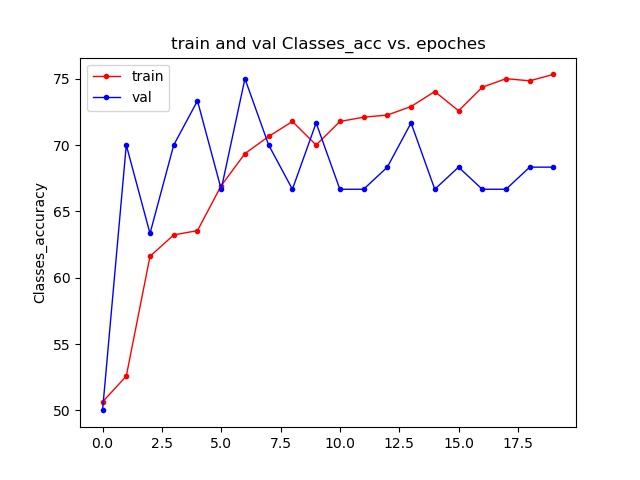 train and val Classes_acc vs. epoches
train
val
Classes_accuracy
75
70
65
60
55
50
0.0 2.5 5.0 7.5 10.0 12.5 15.0 17.5